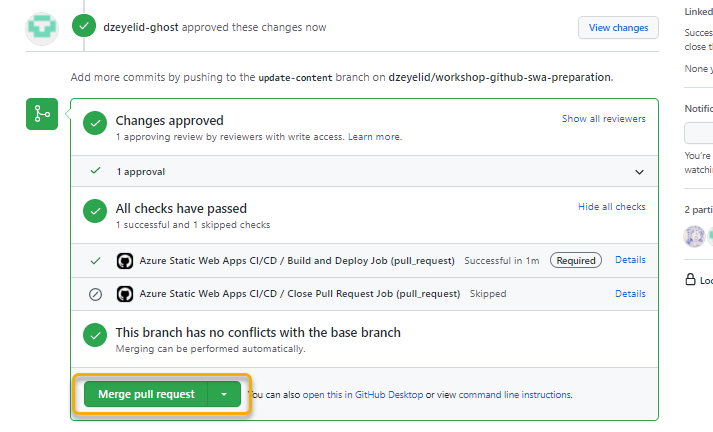 dzeyelid-ghost approved these changes now
View changes
Linked
Succes
close th
None y
Add more commits by pushing to the update-content branch on dzeyelid/workshop-github-swa-preparation.
Changes approved
1 approving review by reviewers with write access. Learn more.
Show all reviewers
1 approval
All checks have passed
1 successful and 1 skipped checks
Hide all checks
Azure Static Web Apps CI/CD / Build and Deploy Job (pull_request) Successful in 1m Required Details
Azure Static Web Apps CI/CD / Close Pull Request Job (pull_request) Skipped Details
This branch has no conflicts with the base branch
Merging can be performed automatically.
Merge pull request
You can also open this in GitHub Desktop or view command line instructions.
Notific
You're
watchin
2 parti
Loc